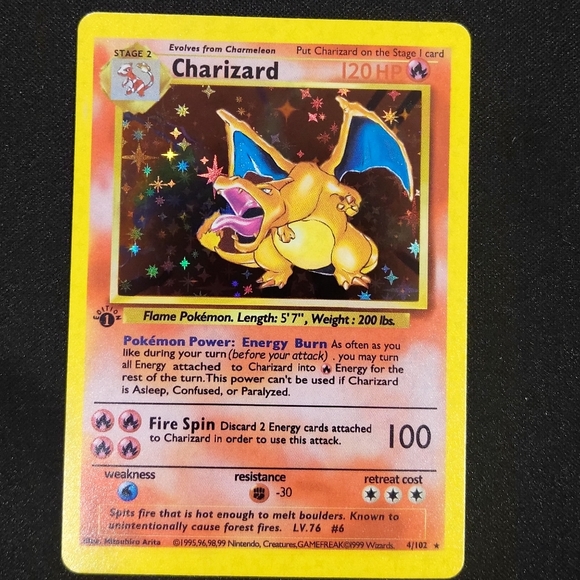 STAGE 2 Evolves from Charmeleon Put Charizard on the Stage 1 card
Charizard 120 HP
EDITION 1
Flame Pokémon. Length: 5' 7", Weight : 200 lbs.
Pokémon Power: Energy Burn As often as you
like during your turn (before your attack) . you may turn
all Energy attached to Charizard into Energy for the
rest of the turn.This power can't be used if Charizard
is Asleep, Confused, or Paralyzed.
Fire Spin Discard 2 Energy cards attached
to Charizard in order to use this attack. 100
weakness resistance retreat cost
-30
Spits fire that is hot enough to melt boulders. Known to
unintentionally cause forest fires. LV.76 #6
Illus. Mitsuhiro Arita ©1995,96,98,99 Nintendo, Creatures,GAMEFREAK©1999 Wizards. 4/102 ★